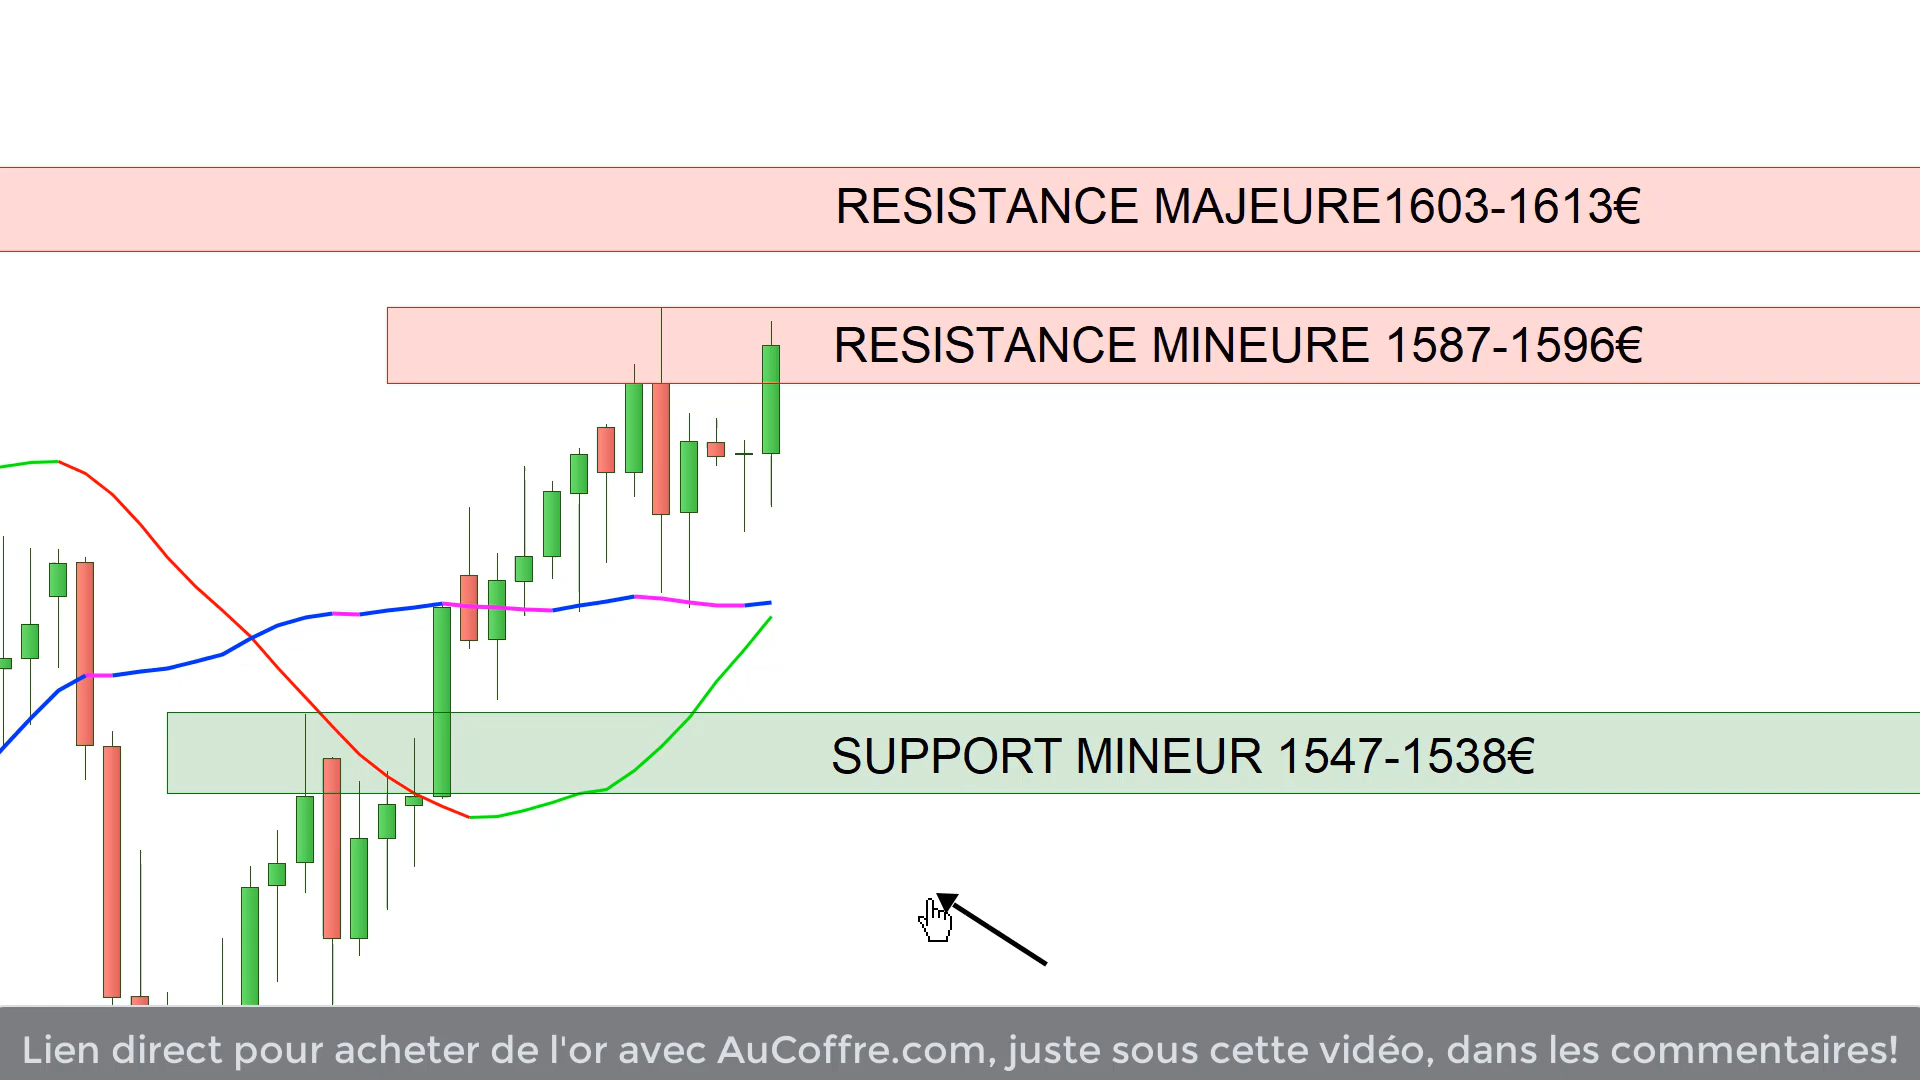 RESISTANCE MAJEURE1603-1613€
RESISTANCE MINEURE 1587-1596€
SUPPORT MINEUR 1547-1538€
Lien direct pour acheter de l'or avec AuCoffre.com, juste sous cette vidéo, dans les commentaires!